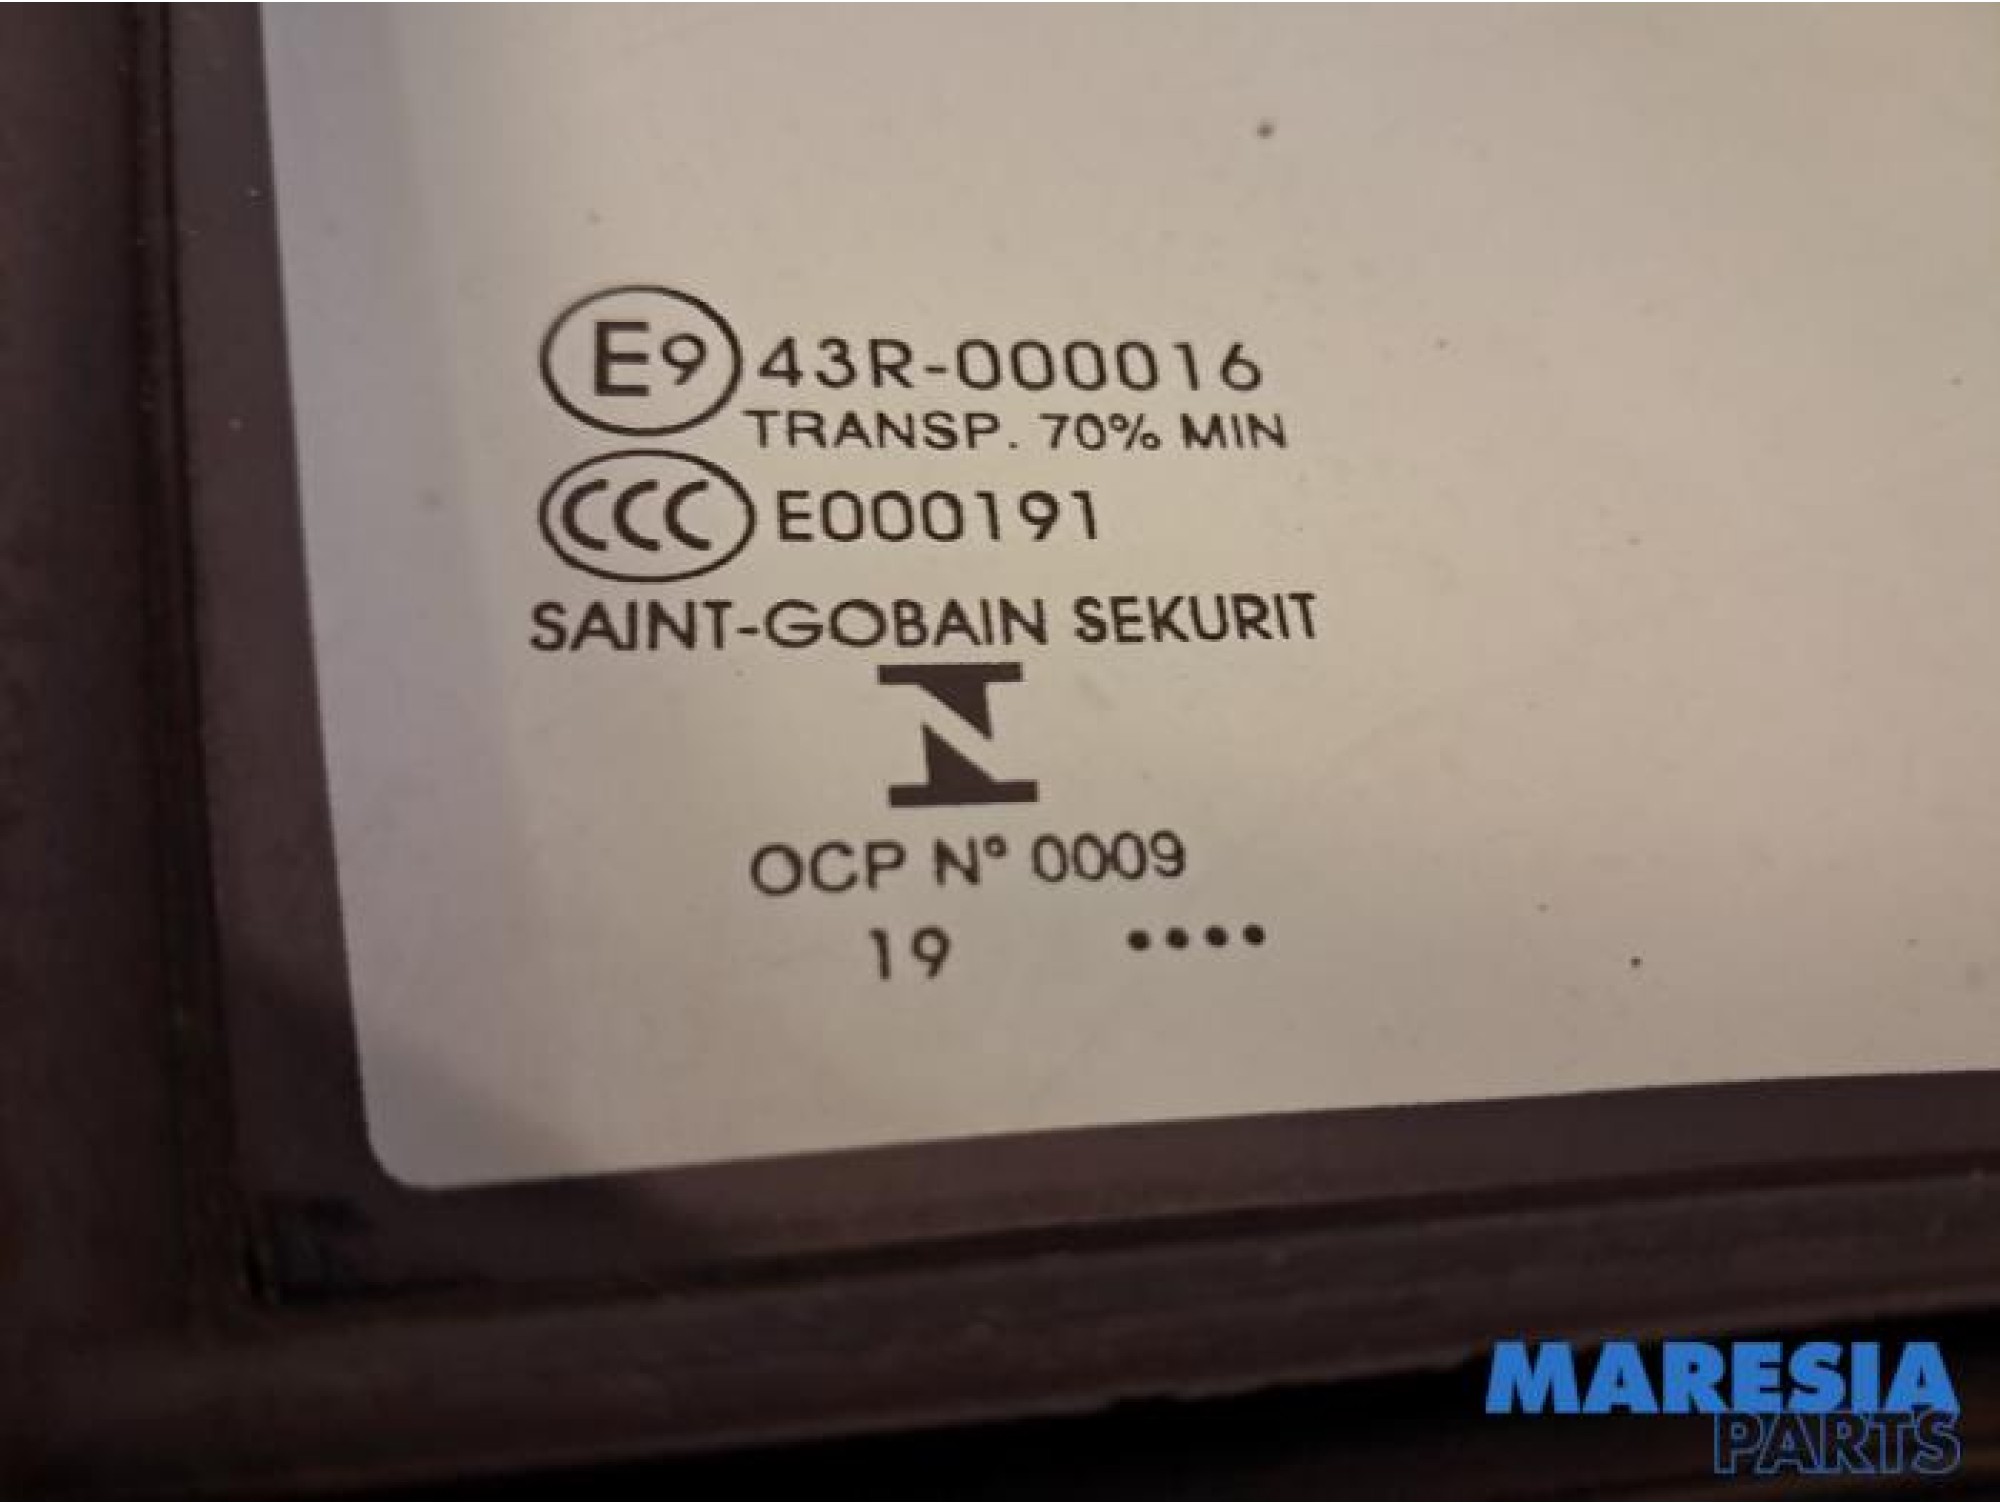 E9 43R-000016
TRANSP. 70% MIN
CCC E000191
SAINT-GOBAIN SEKURIT
N
OCP N° 0009
19 ••••
MARESIA
PARTS